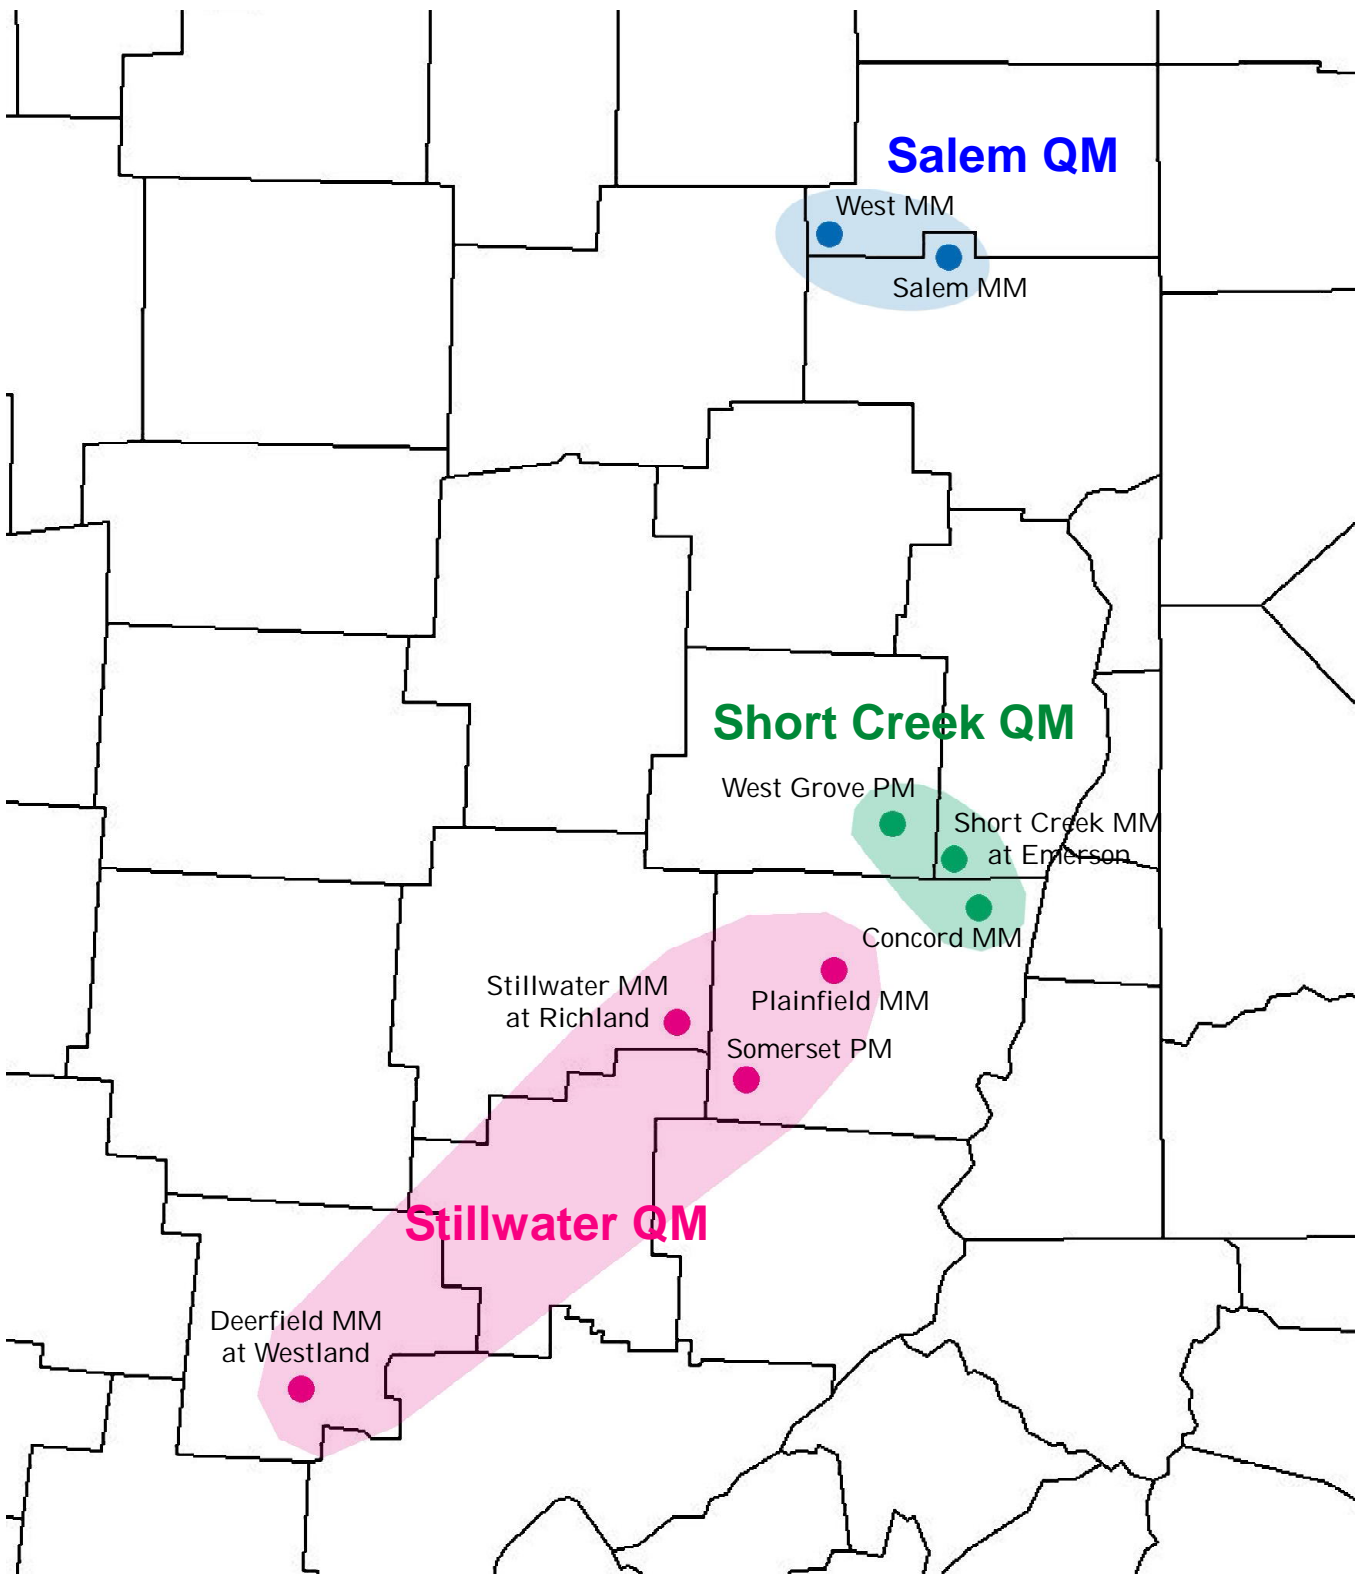 Salem QM
West MM
Salem MM
Short Creek QM
West Grove PM
Short Creek MM
at Emerson
Concord MM
Stillwater MM
at Richland
Plainfield MM
Somerset PM
Stillwater QM
Deerfield MM
at Westland